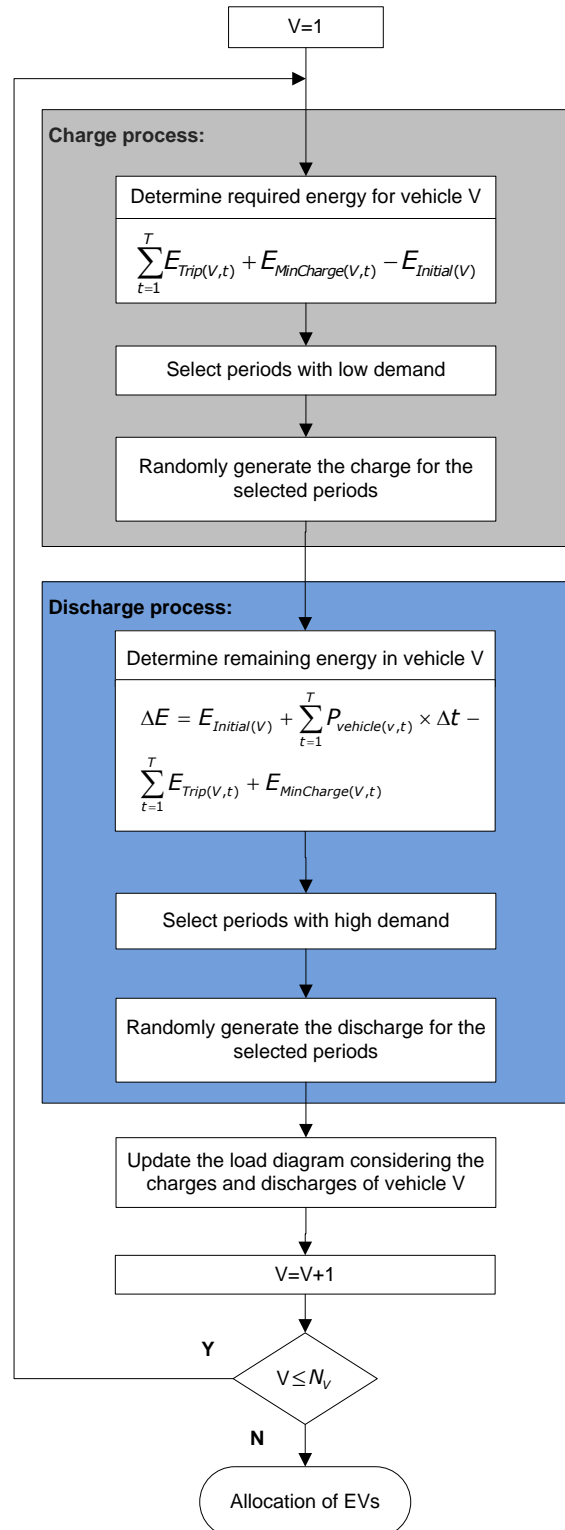 V=1
Charge process:
Determine required energy for vehicle V
∑_{t=1}^{T} E_{Trip(V,t)} + E_{MinCharge(V,t)} − E_{Initial(V)}
Select periods with low demand
Randomly generate the charge for the
selected periods
Discharge process:
Determine remaining energy in vehicle V
ΔE = E_{Initial(V)} + ∑_{t=1}^{T} P_{vehicle(v,t)} × Δt −
∑_{t=1}^{T} E_{Trip(V,t)} + E_{MinCharge(V,t)}
Select periods with high demand
Randomly generate the discharge for the
selected periods
Update the load diagram considering the
charges and discharges of vehicle V
V=V+1
Y
V≤N_V
N
Allocation of EVs